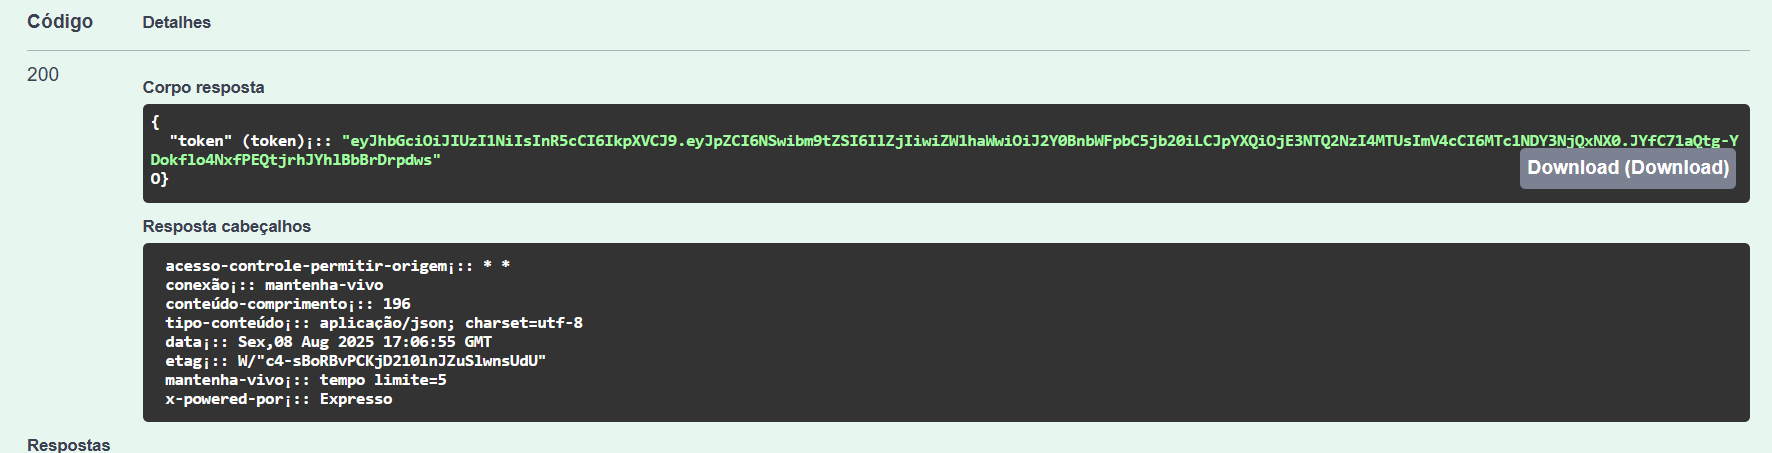 Código Detalhes
200
Corpo resposta
{
"token" (token)¡:: "eyJhbGciOiJIUzI1NiIsInR5cCI6IkpXVCJ9.eyJpZCI6NSwibm9tZSI6IlZjIiwiZW1haWwiOiJ2Y0BnbWFpbC5jb20iLCJpYXQiOjE3NTQ2NzI4MTUsImV4cCI6MTc1NDY3NjQxNX0.JYfC71aQtg-Y
Dokflo4NxfPEQtjrhJYhlBbBrDrpdws"
O}
Download (Download)
Resposta cabeçalhos
acesso-controle-permitir-origem¡:: * *
conexão¡:: mantenha-vivo
conteúdo-comprimento¡:: 196
tipo-conteúdo¡:: aplicação/json; charset=utf-8
data¡:: Sex,08 Aug 2025 17:06:55 GMT
etag¡:: W/"c4-sBoRBvPCKjD210lnJZuSlwnsUdU"
mantenha-vivo¡:: tempo limite=5
x-powered-por¡:: Expresso
Respostas